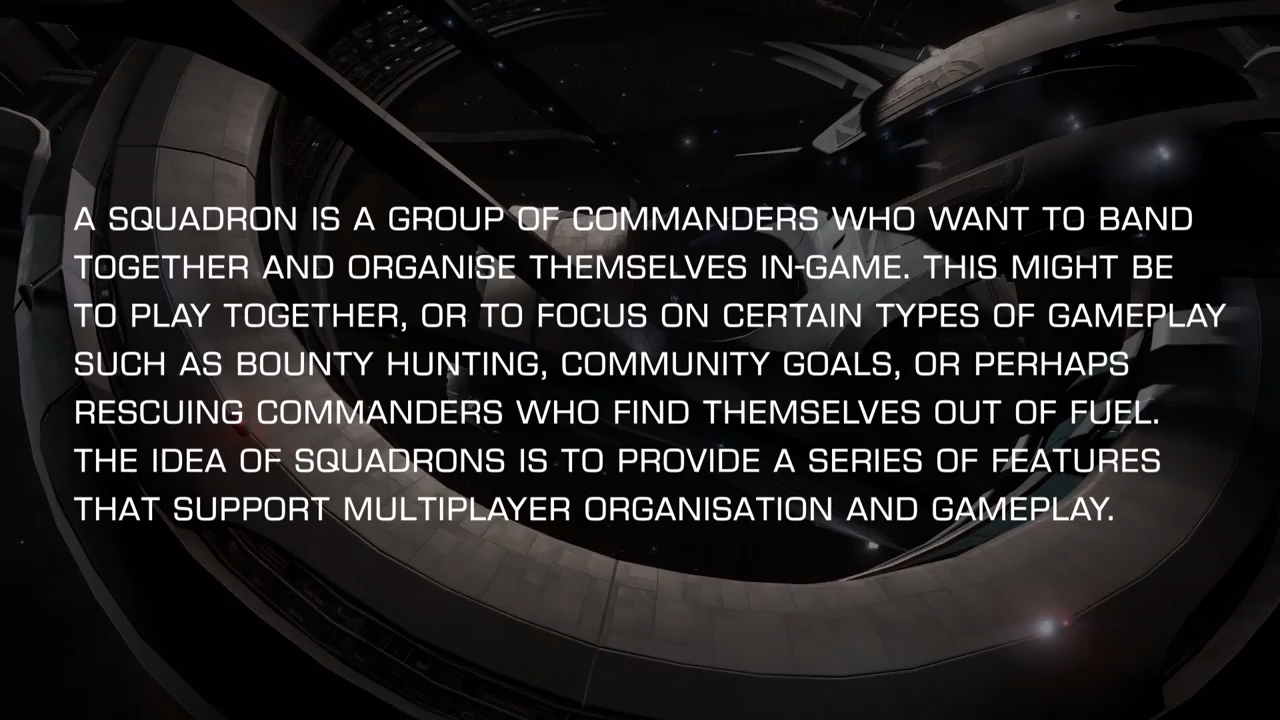 A SQUADRON IS A GROUP OF COMMANDERS WHO WANT TO BAND
TOGETHER AND ORGANISE THEMSELVES IN-GAME. THIS MIGHT BE
TO PLAY TOGETHER, OR TO FOCUS ON CERTAIN TYPES OF GAMEPLAY
SUCH AS BOUNTY HUNTING, COMMUNITY GOALS, OR PERHAPS
RESCUING COMMANDERS WHO FIND THEMSELVES OUT OF FUEL.
THE IDEA OF SQUADRONS IS TO PROVIDE A SERIES OF FEATURES
THAT SUPPORT MULTIPLAYER ORGANISATION AND GAMEPLAY.